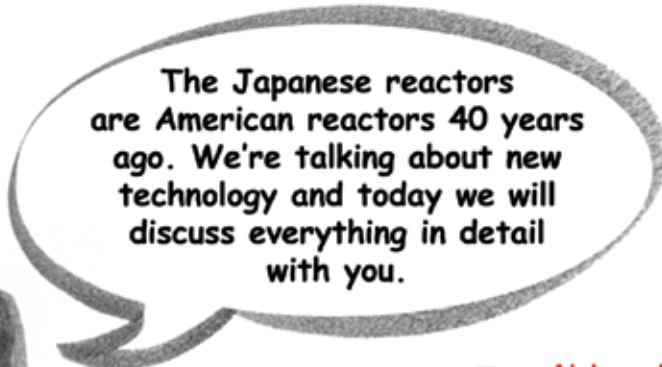 The Japanese reactors
are American reactors 40 years
ago. We're talking about new
technology and today we will
discuss everything in detail
with you.